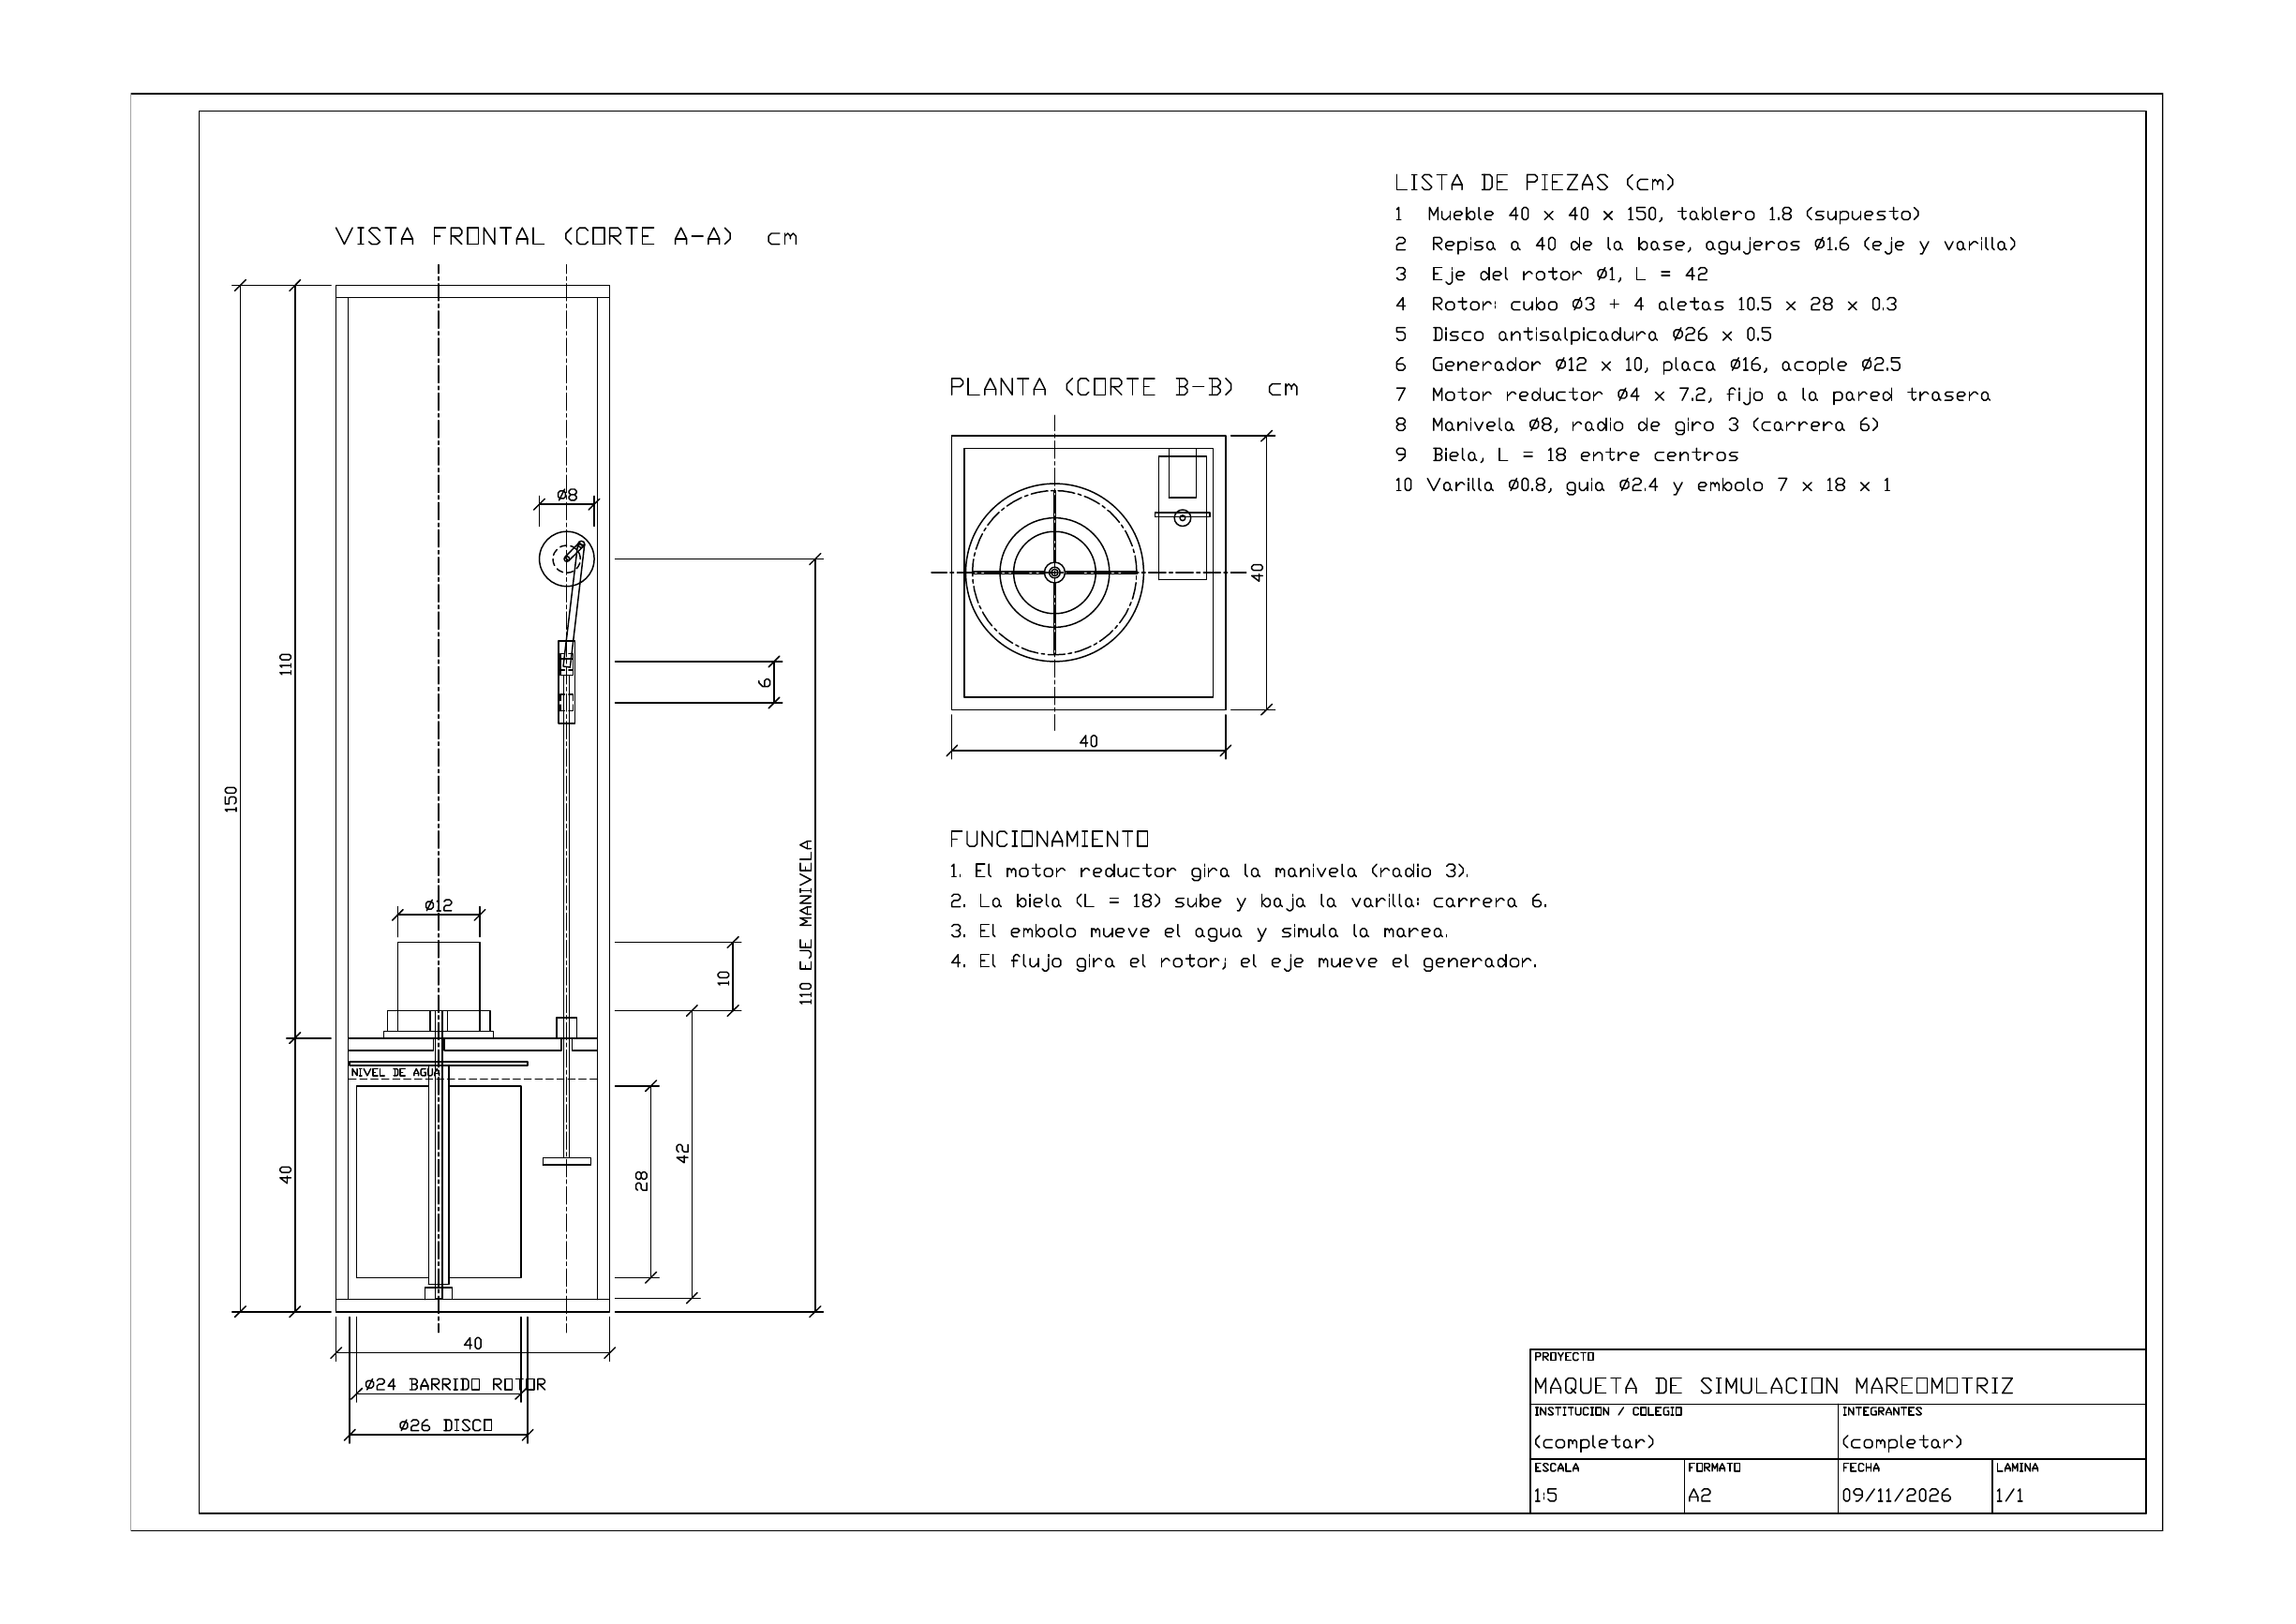 VISTA FRONTAL (CORTE A-A) cm
Ø8
110
6
150
110 EJE MANIVELA
Ø12
10
NIVEL DE AGUA
42
40
28
40
Ø24 BARRIDO ROTOR
Ø26 DISCO
PLANTA (CORTE B-B) cm
40
40
FUNCIONAMIENTO
1. El motor reductor gira la manivela (radio 3).
2. La biela (L = 18) sube y baja la varilla: carrera 6.
3. El embolo mueve el agua y simula la marea.
4. El flujo gira el rotor; el eje mueve el generador.
LISTA DE PIEZAS (cm)
1 Mueble 40 x 40 x 150, tablero 1.8 (supuesto)
2 Repisa a 40 de la base, agujeros Ø1.6 (eje y varilla)
3 Eje del rotor Ø1, L = 42
4 Rotor: cubo Ø3 + 4 aletas 10.5 x 28 x 0.3
5 Disco antisalpicadura Ø26 x 0.5
6 Generador Ø12 x 10, placa Ø16, acople Ø2.5
7 Motor reductor Ø4 x 7.2, fijo a la pared trasera
8 Manivela Ø8, radio de giro 3 (carrera 6)
9 Biela, L = 18 entre centros
10 Varilla Ø0.8, guia Ø2.4 y embolo 7 x 18 x 1
PROYECTO
MAQUETA DE SIMULACION MAREOMOTRIZ
INSTITUCION / COLEGIO
(completar)
INTEGRANTES
(completar)
ESCALA
1:5
FORMATO
A2
FECHA
09/11/2026
LAMINA
1/1